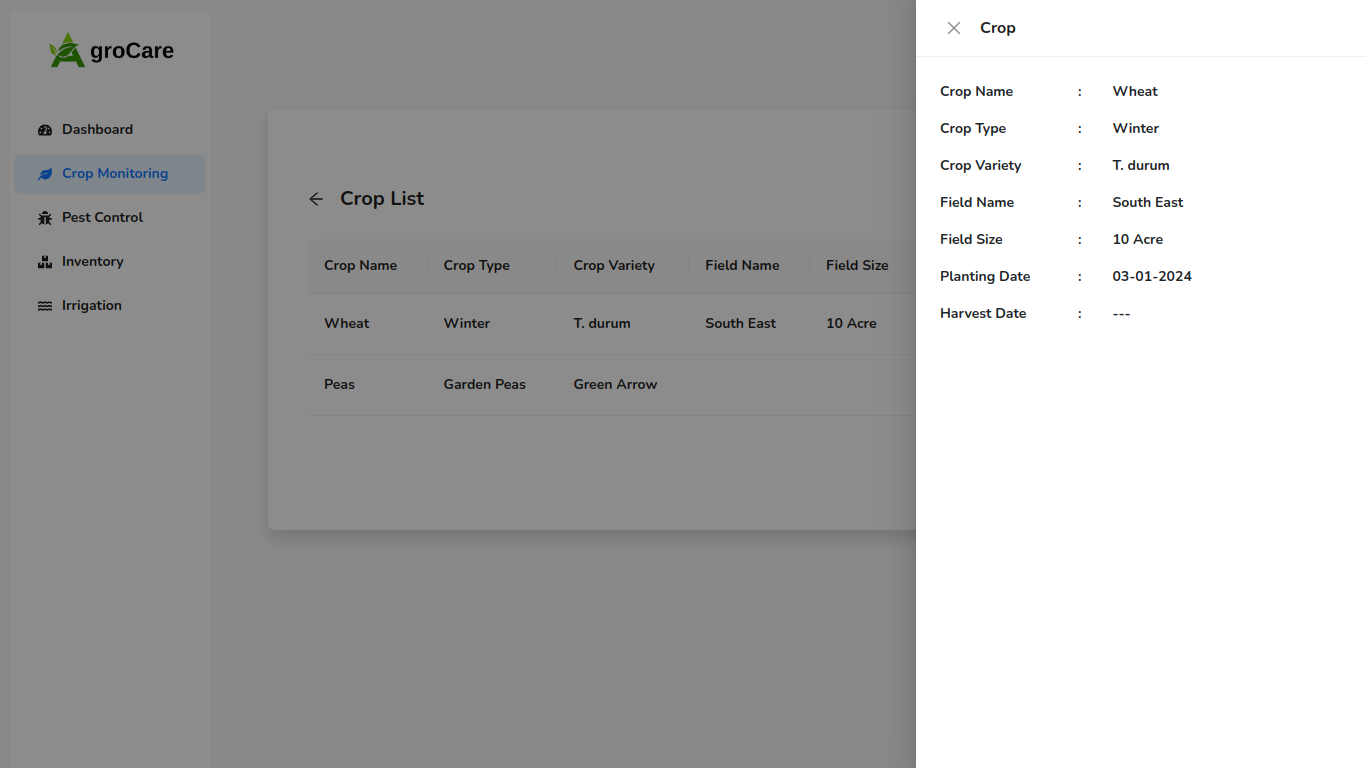 groCare
Dashboard
Crop Monitoring
Pest Control
Inventory
Irrigation
Crop List
Crop Name Crop Type Crop Variety Field Name Field Size
Wheat Winter T. durum South East 10 Acre
Peas Garden Peas Green Arrow
Crop
Crop Name : Wheat
Crop Type : Winter
Crop Variety : T. durum
Field Name : South East
Field Size : 10 Acre
Planting Date : 03-01-2024
Harvest Date : ---